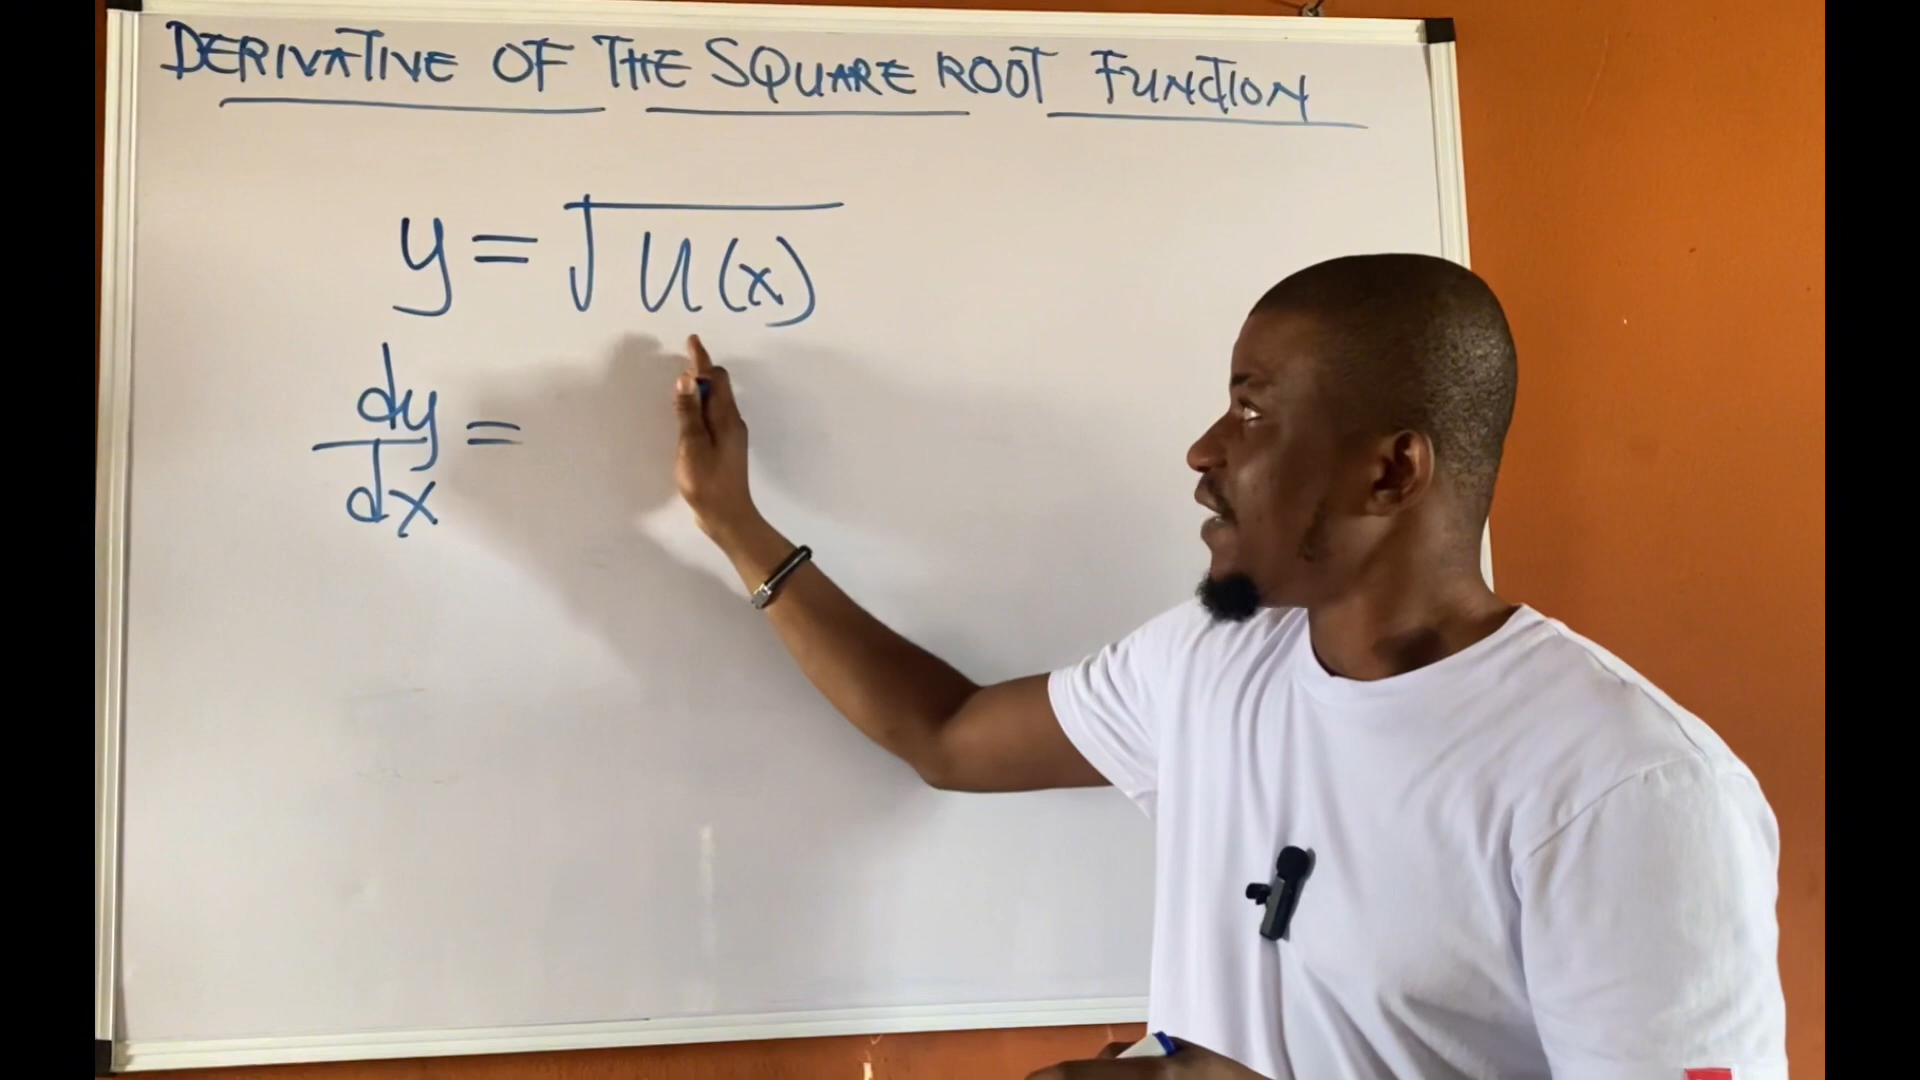 DERIVATIVE OF THE SQUARE ROOT FUNCTION
y = √U(x)
dy/dx =